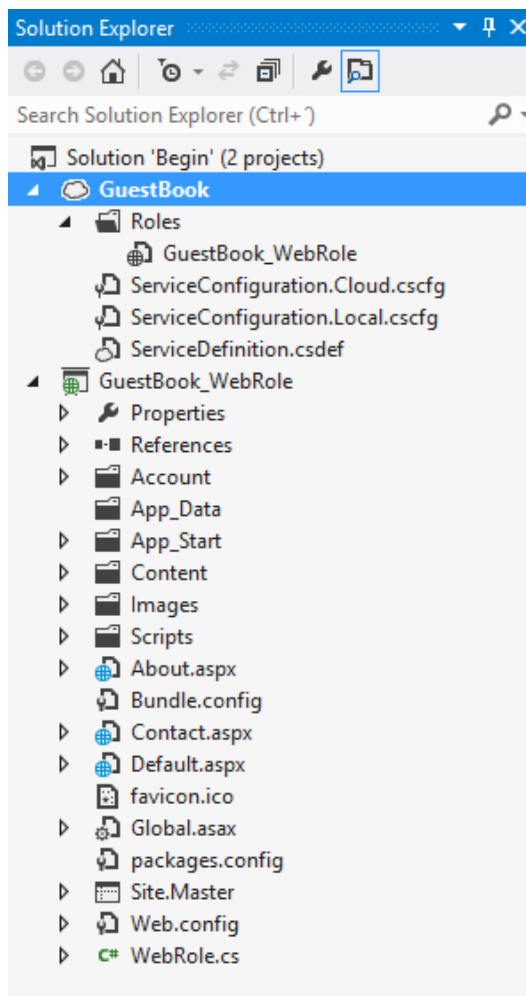 Solution Explorer
Search Solution Explorer (Ctrl+´)
Solution 'Begin' (2 projects)
GuestBook
Roles
GuestBook_WebRole
ServiceConfiguration.Cloud.cscfg
ServiceConfiguration.Local.cscfg
ServiceDefinition.csdef
GuestBook_WebRole
Properties
References
Account
App_Data
App_Start
Content
Images
Scripts
About.aspx
Bundle.config
Contact.aspx
Default.aspx
favicon.ico
Global.asax
packages.config
Site.Master
Web.config
C# WebRole.cs